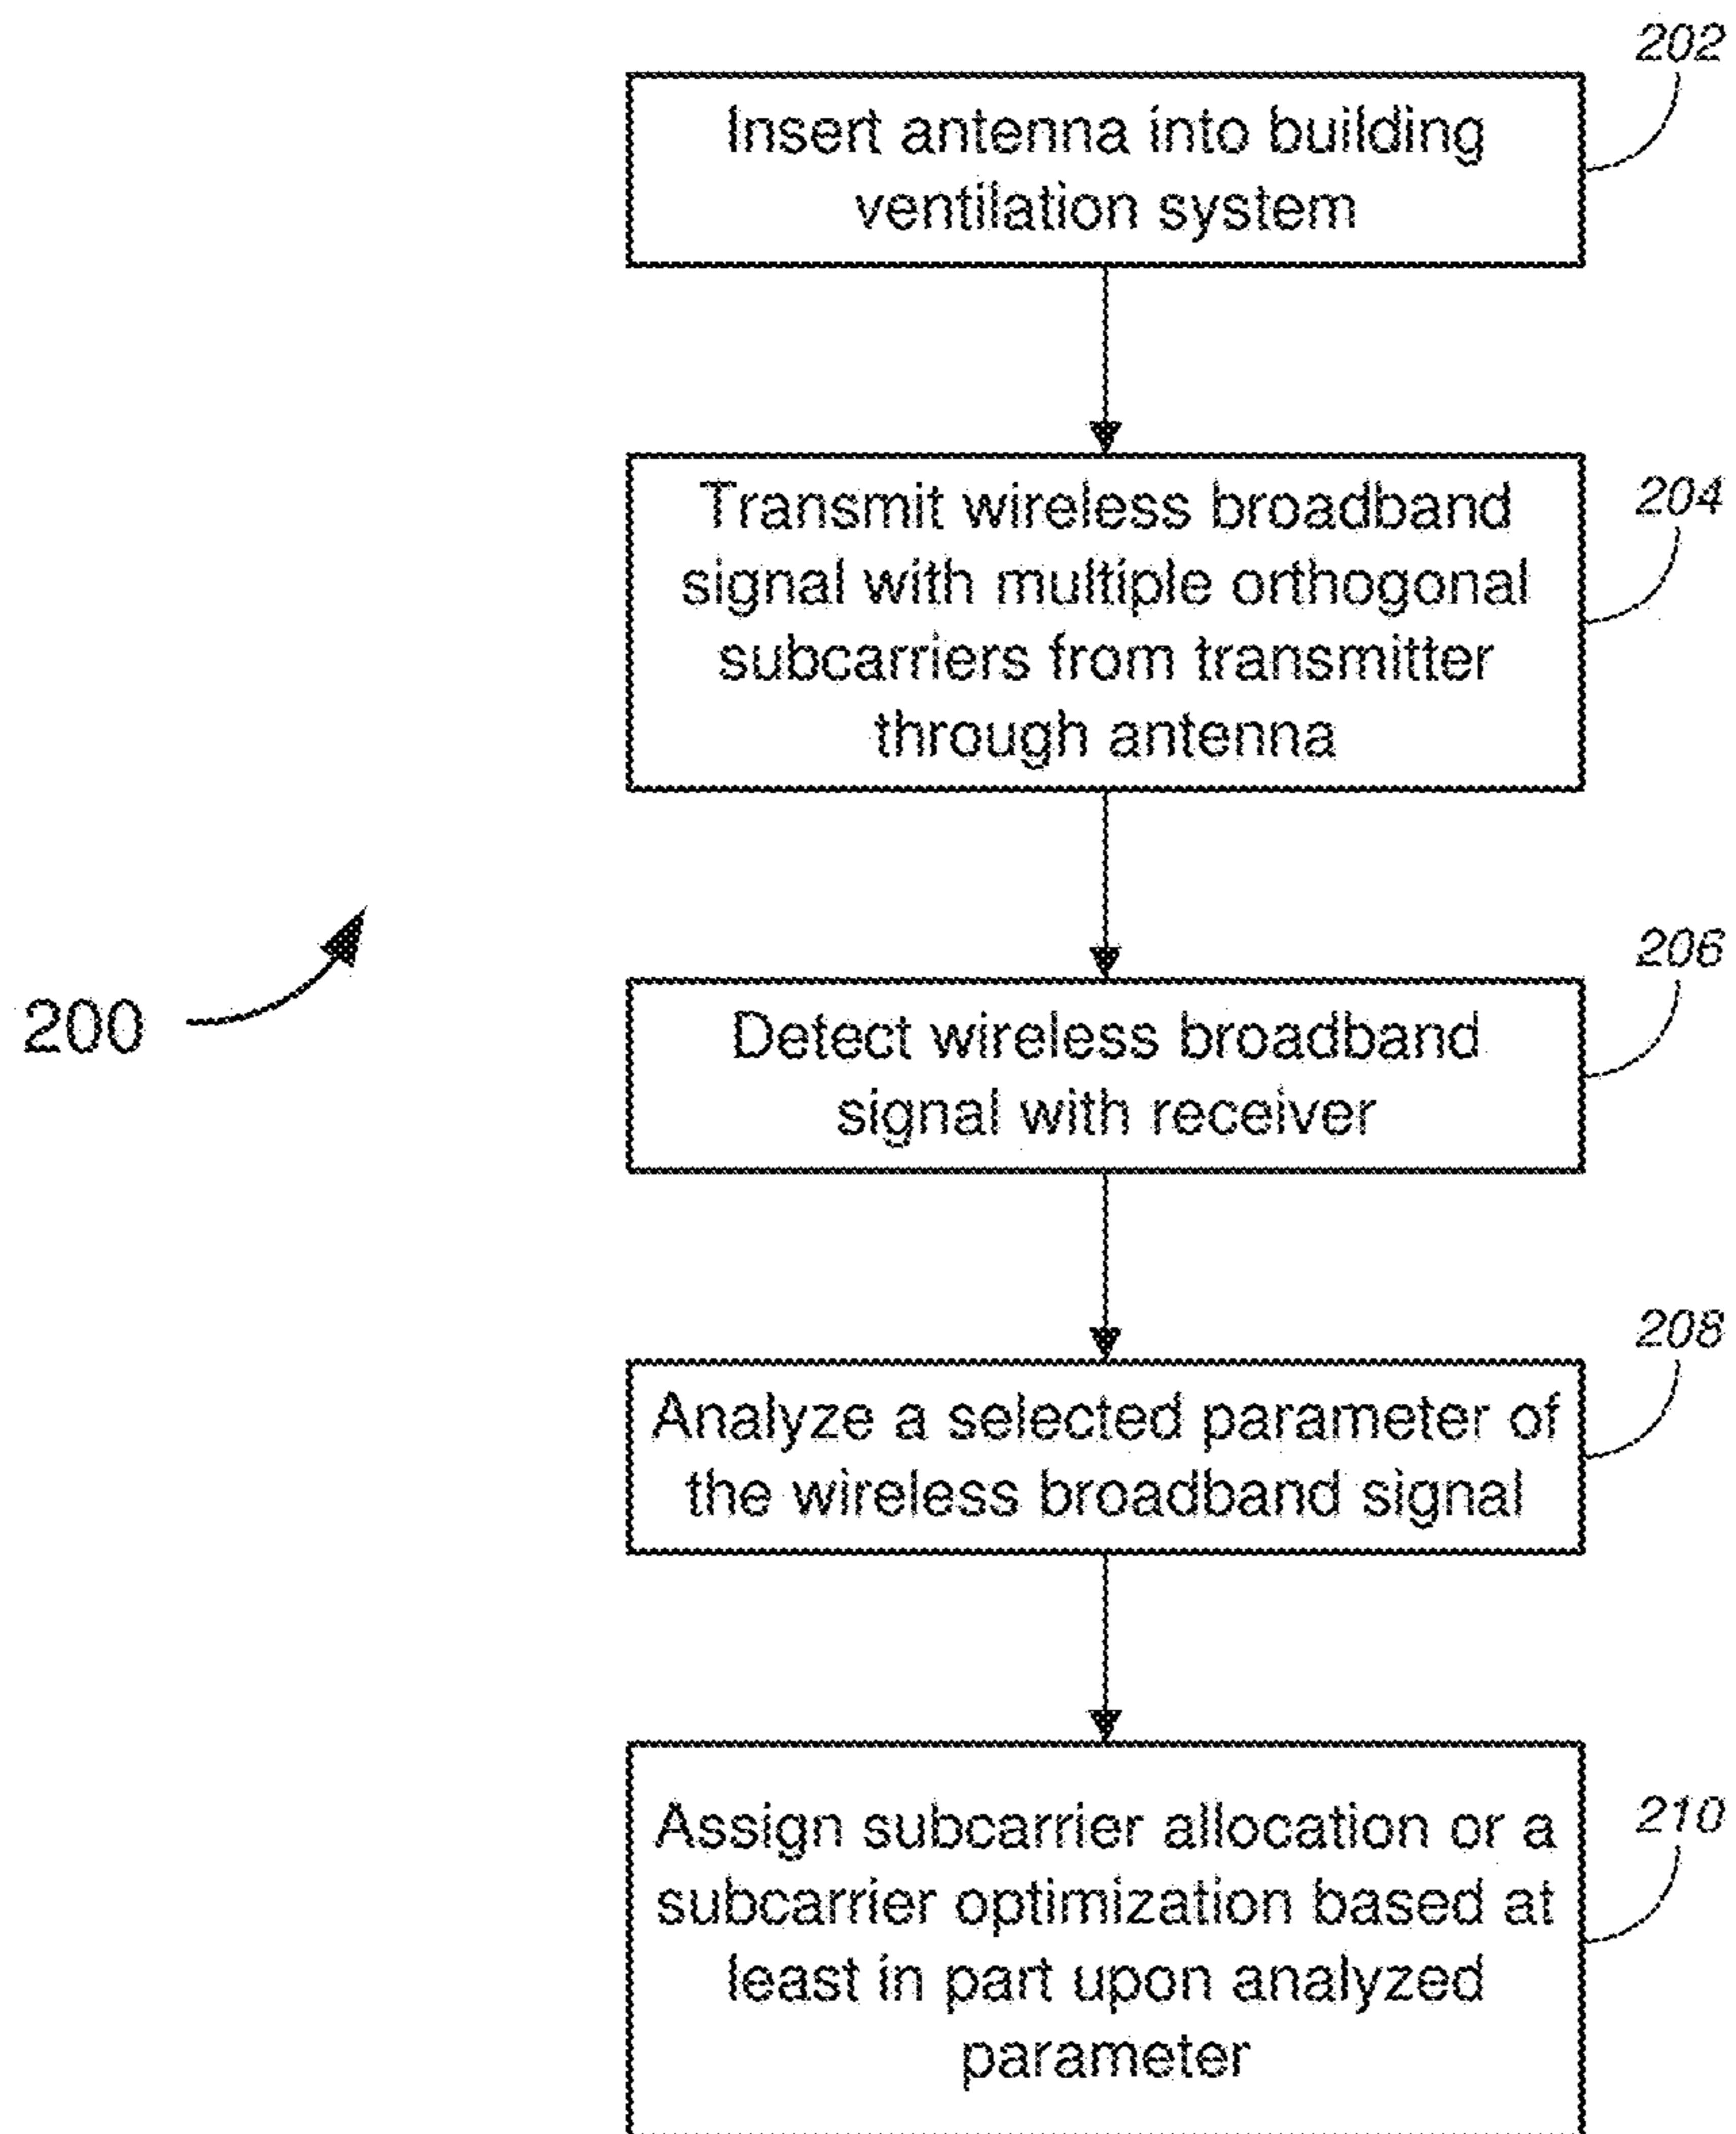 202
Insert antenna into building
ventilation system
Transmit wireless broadband
signal with multiple orthogonal
subcarriers from transmitter
through antenna
204
200
206
Detect wireless broadband
signal with receiver
208
Analyze a selected parameter of
the wireless broadband signal
210
Assign subcarrier allocation or a
subcarrier optimization based at
least in part upon analyzed
parameter